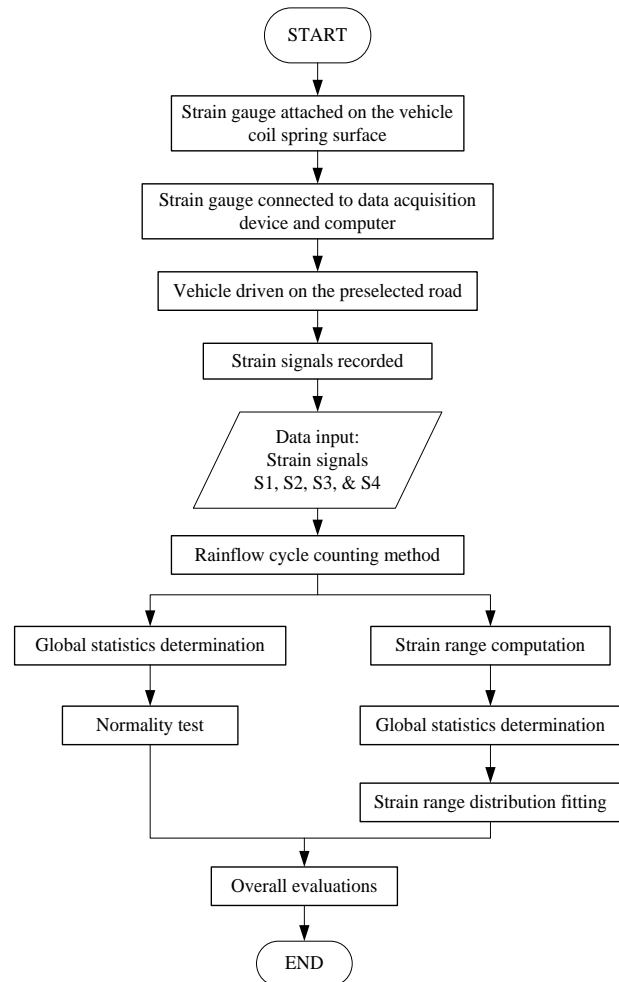 START
Strain gauge attached on the vehicle
coil spring surface
Strain gauge connected to data acquisition
device and computer
Vehicle driven on the preselected road
Strain signals recorded
Data input:
Strain signals
S1, S2, S3, & S4
Rainflow cycle counting method
Global statistics determination
Normality test
Strain range computation
Global statistics determination
Strain range distribution fitting
Overall evaluations
END